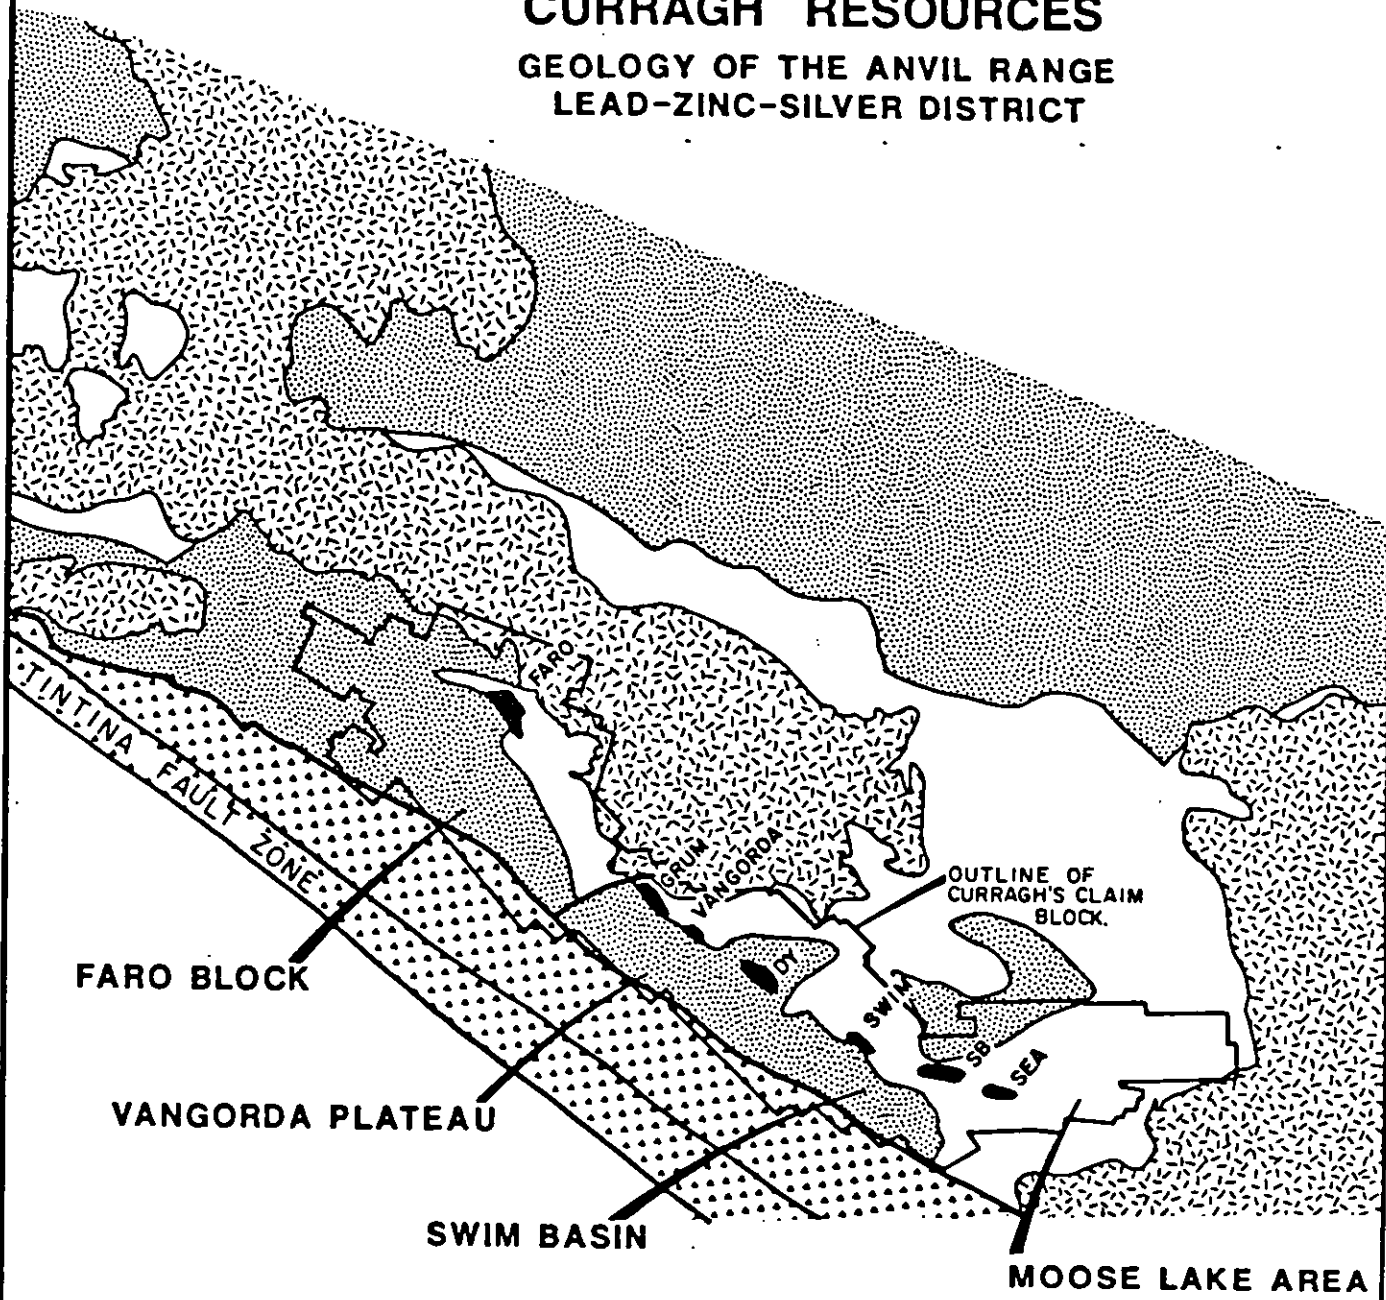 CURRAGH RESOURCES
GEOLOGY OF THE ANVIL RANGE
LEAD-ZINC-SILVER DISTRICT
FARO
TINTINA FAULT ZONE
GRUM
VANGORDA
OUTLINE OF
CURRAGH'S CLAIM
BLOCK.
DY
FARO BLOCK
SWIM
SB
SEA
VANGORDA PLATEAU
SWIM BASIN
MOOSE LAKE AREA